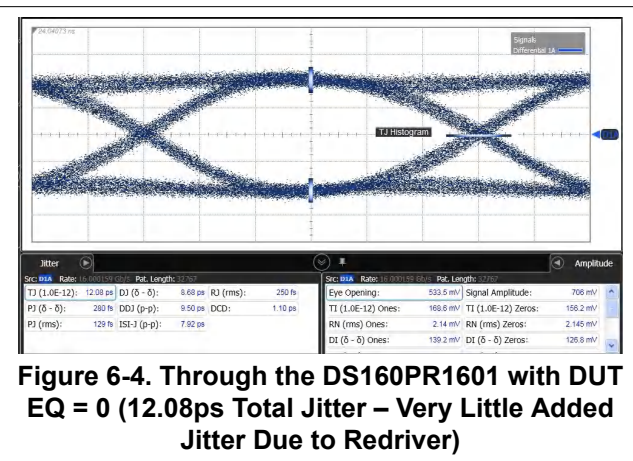 24.04073 ns
Signals
Differential 1A
TJ Histogram
Jitter
Amplitude
Src: D1A Rate: 16.000159 Gb/s Pat. Length: 32767
TJ (1.0E-12): 12.08 ps DJ (δ - δ): 8.68 ps RJ (rms): 250 fs
PJ (δ - δ): 280 fs DDJ (p-p): 9.50 ps DCD: 1.10 ps
PJ (rms): 129 fs ISI-J (p-p): 7.92 ps
Src: D1A Rate: 16.000159 Gb/s Pat. Length: 32767
Eye Opening: 533.5 mV Signal Amplitude: 706 mV
TI (1.0E-12) Ones: 168.6 mV TI (1.0E-12) Zeros: 156.2 mV
RN (rms) Ones: 2.14 mV RN (rms) Zeros: 2.145 mV
DI (δ - δ) Ones: 139.2 mV DI (δ - δ) Zeros: 126.8 mV
Figure 6-4. Through the DS160PR1601 with DUT
EQ = 0 (12.08ps Total Jitter – Very Little Added
Jitter Due to Redriver)